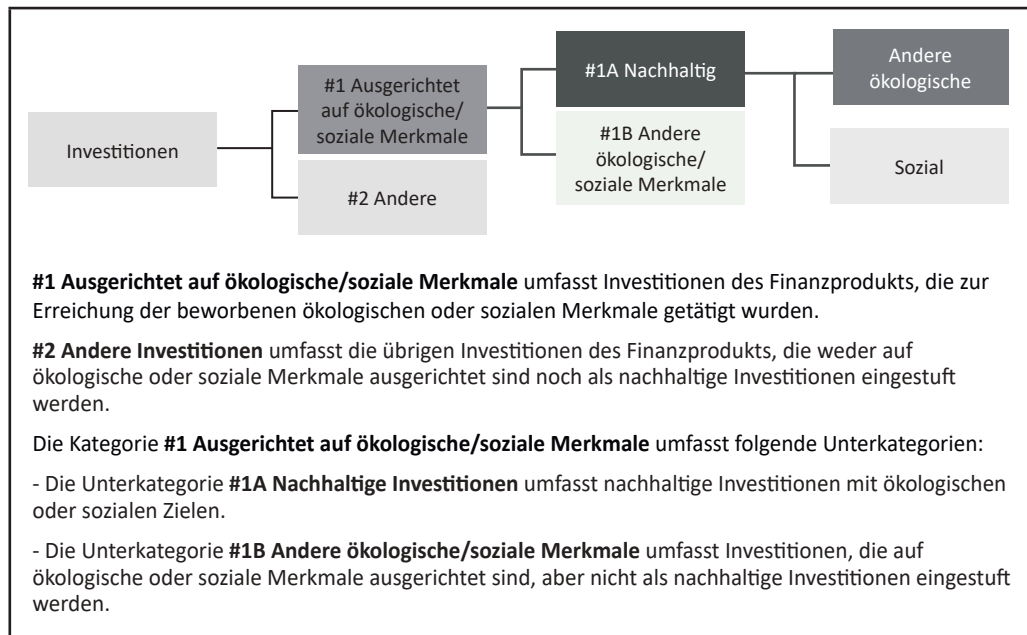 Investitionen
#1 Ausgerichtet
auf ökologische/
soziale Merkmale
#2 Andere
#1A Nachhaltig
#1B Andere
ökologische/
soziale Merkmale
Andere
ökologische
Sozial
#1 Ausgerichtet auf ökologische/soziale Merkmale umfasst Investitionen des Finanzprodukts, die zur
Erreichung der beworbenen ökologischen oder sozialen Merkmale getätigt wurden.
#2 Andere Investitionen umfasst die übrigen Investitionen des Finanzprodukts, die weder auf
ökologische oder soziale Merkmale ausgerichtet sind noch als nachhaltige Investitionen eingestuft
werden.
Die Kategorie #1 Ausgerichtet auf ökologische/soziale Merkmale umfasst folgende Unterkategorien:
- Die Unterkategorie #1A Nachhaltige Investitionen umfasst nachhaltige Investitionen mit ökologischen
oder sozialen Zielen.
- Die Unterkategorie #1B Andere ökologische/soziale Merkmale umfasst Investitionen, die auf
ökologische oder soziale Merkmale ausgerichtet sind, aber nicht als nachhaltige Investitionen eingestuft
werden.